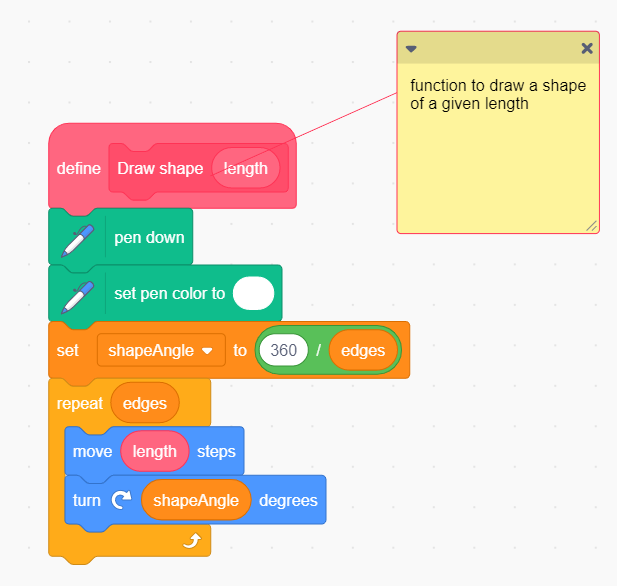 function to draw a shape
of a given length
define Draw shape length
pen down
set pen color to
set shapeAngle to 360 / edges
repeat edges
move length steps
turn shapeAngle degrees